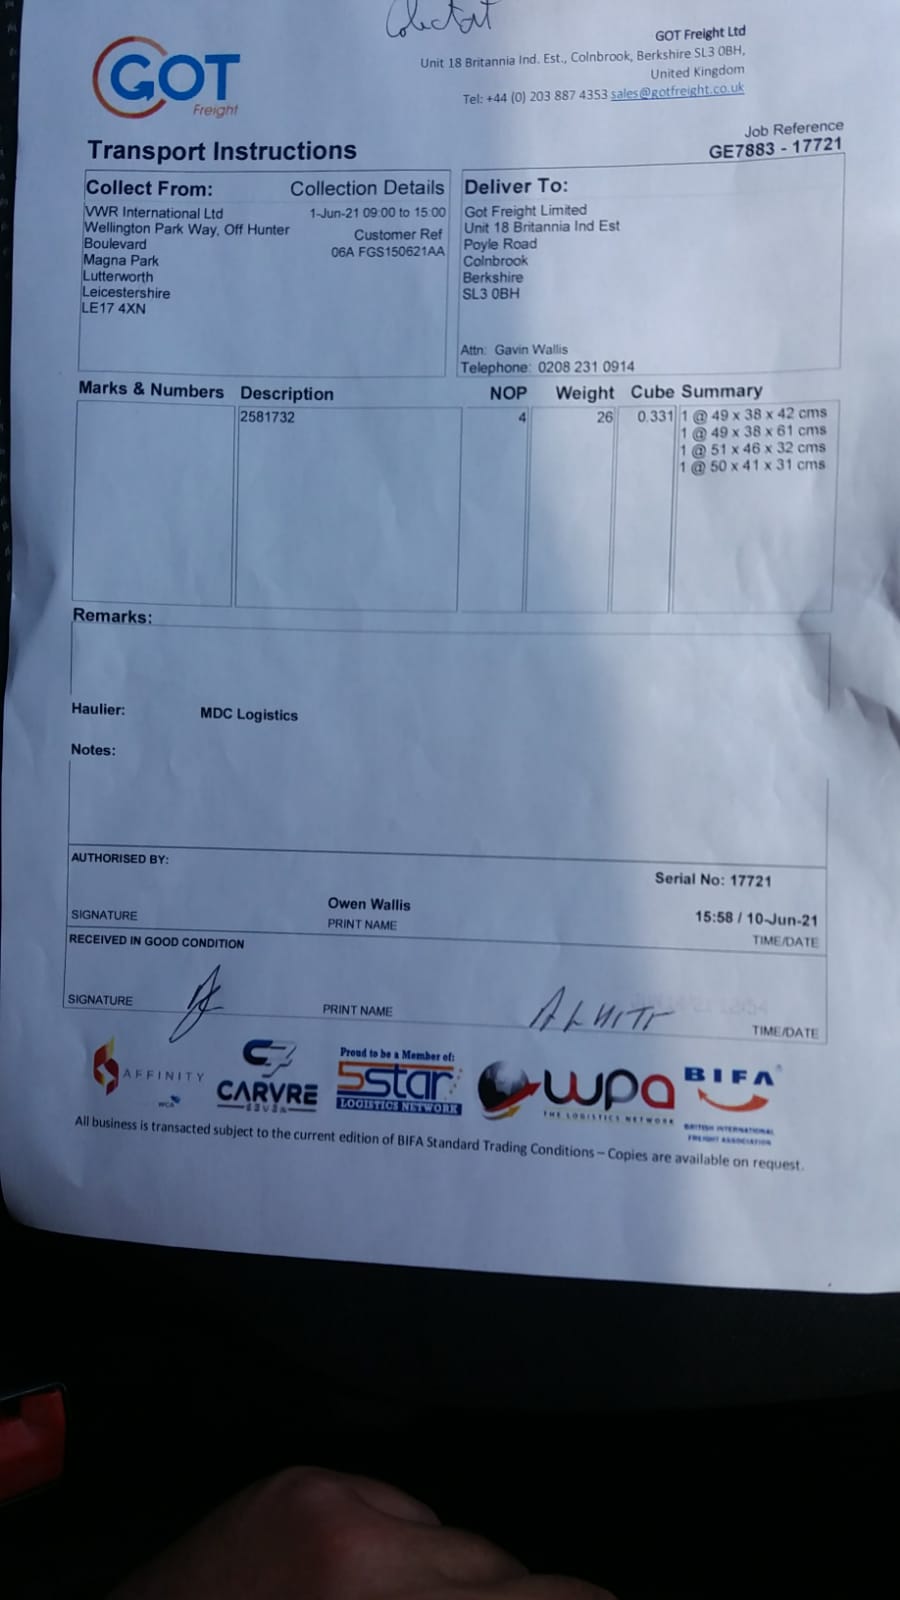 GOT
Freight
GOT Freight Ltd
Unit 18 Britannia Ind. Est., Colnbrook, Berkshire SL3 0BH,
United Kingdom
Tel: +44 (0) 203 887 4353 sales@gotfreight.co.uk
Job Reference
GE7883 - 17721
Transport Instructions
Collect From:
Collection Details
VWR International Ltd
Wellington Park Way, Off Hunter
Boulevard
Magna Park
Lutterworth
Leicestershire
LE17 4XN
1-Jun-21 09:00 to 15:00
Customer Ref
06A FGS150621AA
Deliver To:
Got Freight Limited
Unit 18 Britannia Ind Est
Poyle Road
Colnbrook
Berkshire
SL3 0BH
Attn: Gavin Wallis
Telephone: 0208 231 0914
Marks & Numbers Description NOP Weight Cube Summary
2581732 4 26 0.331 1 @ 49 x 38 x 42 cms
1 @ 49 x 38 x 61 cms
1 @ 51 x 46 x 32 cms
1 @ 50 x 41 x 31 cms
Remarks:
Haulier: MDC Logistics
Notes:
AUTHORISED BY:
Serial No: 17721
Owen Wallis
15:58 / 10-Jun-21
SIGNATURE PRINT NAME TIME/DATE
RECEIVED IN GOOD CONDITION
SIGNATURE PRINT NAME TIME/DATE
AFFINITY
WCA
CARVRE
SEVEN
Proud to be a Member of:
5star
LOGISTICS NETWORK
wpa
THE LOGISTICS NETWORK
BIFA
BRITISH INTERNATIONAL
FREIGHT ASSOCIATION
All business is transacted subject to the current edition of BIFA Standard Trading Conditions – Copies are available on request.